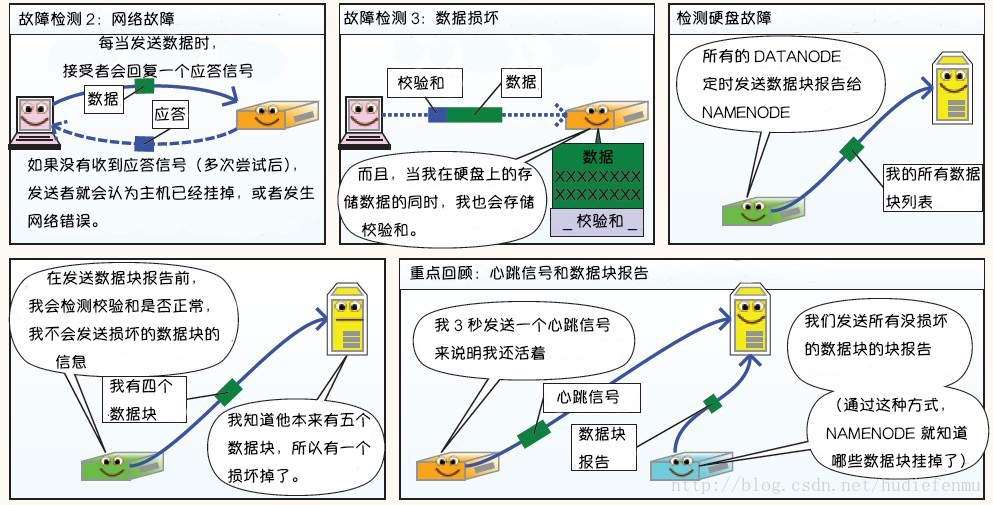 故障检测 2：网络故障
每当发送数据时，
接受者会回复一个应答信号
数据
应答
如果没有收到应答信号（多次尝试后），
发送者就会认为主机已经挂掉，或者发生
网络错误。
故障检测 3：数据损坏
校验和
数据
而且，当我在硬盘上的存
储数据的同时，我也会存储
校验和。
数据
XXXXXXXX
XXXXXXXX
_ 校验和 _
检测硬盘故障
所有的 DATANODE
定时发送数据块报告给
NAMENODE
我的所有数据
块列表
在发送数据块报告前，
我会检测校验和是否正常，
我不会发送损坏的数据块的
信息
我有四个
数据块
我知道他本来有五个
数据块，所以有一个
损坏掉了。
重点回顾：心跳信号和数据块报告
我 3 秒发送一个心跳信号
来说明我还活着
心跳信号
数据块
报告
我们发送所有没损坏
的数据块的块报告
（通过这种方式，
NAMENODE 就知道
哪些数据块挂掉了）
http://blog.csdn.net/hudiefenmu